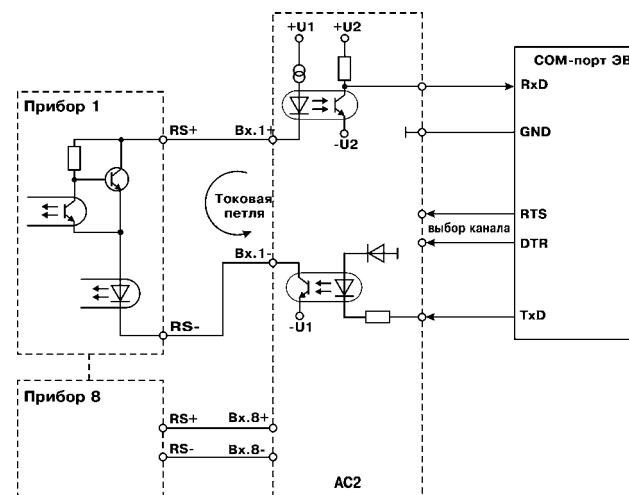 +U1
+U2
COM-порт ЭВ
RxD
Прибор 1
RS+
Вх.1+
-U2
GND
Токовая
петля
RTS
выбор канала
DTR
Вх.1-
-U1
TxD
RS-
Прибор 8
RS+
Вх.8+
RS-
Вх.8-
АС2